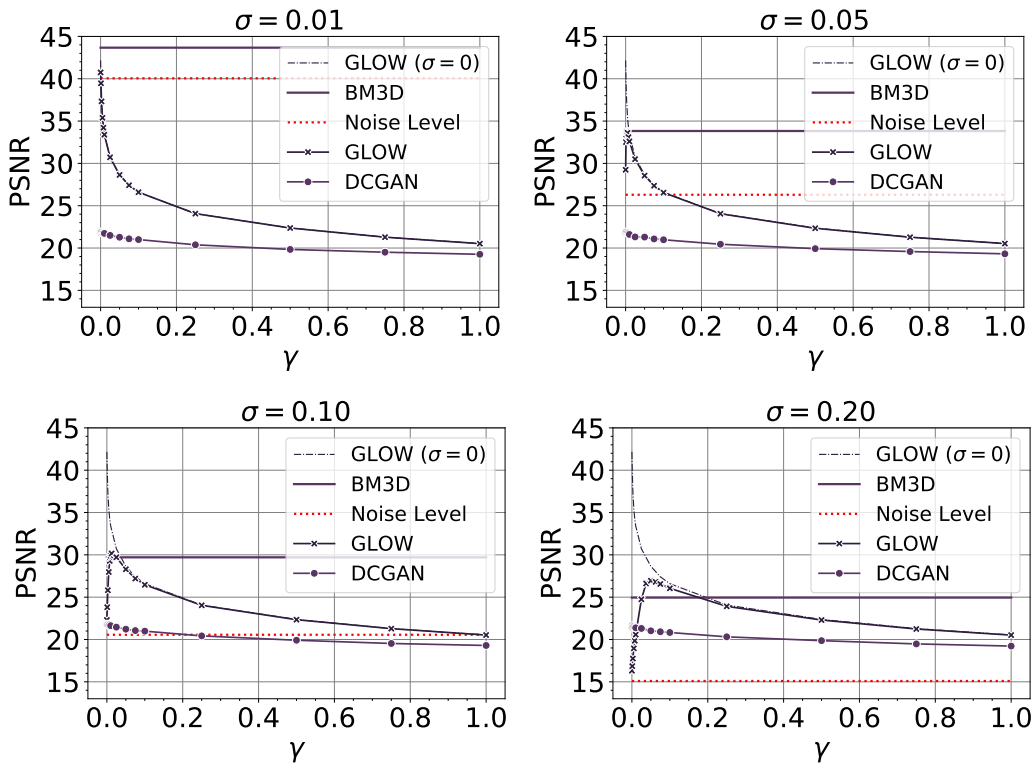 σ = 0.01
45
40
35
30
25
20
15
PSNR
0.0 0.2 0.4 0.6 0.8 1.0
γ
GLOW (σ = 0)
BM3D
Noise Level
GLOW
DCGAN
σ = 0.05
45
40
35
30
25
20
15
PSNR
0.0 0.2 0.4 0.6 0.8 1.0
γ
GLOW (σ = 0)
BM3D
Noise Level
GLOW
DCGAN
σ = 0.10
45
40
35
30
25
20
15
PSNR
0.0 0.2 0.4 0.6 0.8 1.0
γ
GLOW (σ = 0)
BM3D
Noise Level
GLOW
DCGAN
σ = 0.20
45
40
35
30
25
20
15
PSNR
0.0 0.2 0.4 0.6 0.8 1.0
γ
GLOW (σ = 0)
BM3D
Noise Level
GLOW
DCGAN